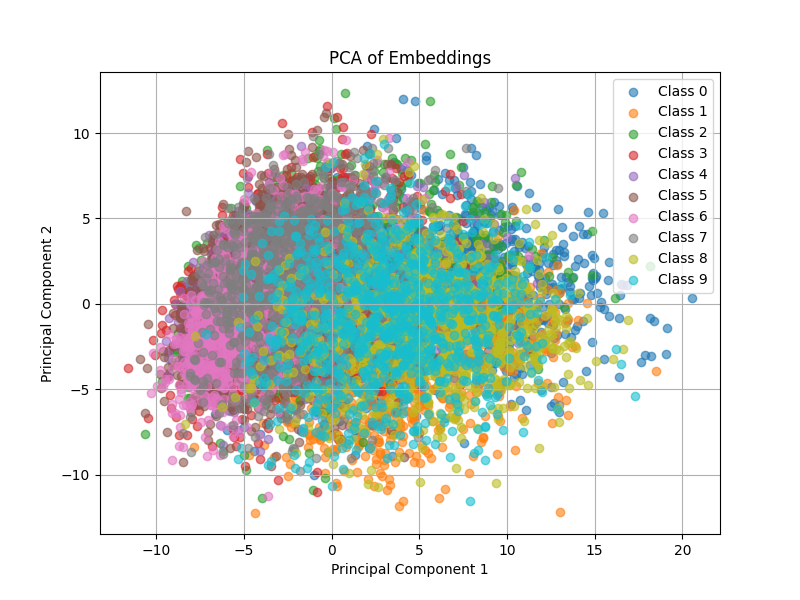 PCA of Embeddings
Class 0
Class 1
Class 2
Class 3
Class 4
Class 5
Class 6
Class 7
Class 8
Class 9
Principal Component 2
10
5
0
−5
−10
−10
−5
0
5
10
15
20
Principal Component 1